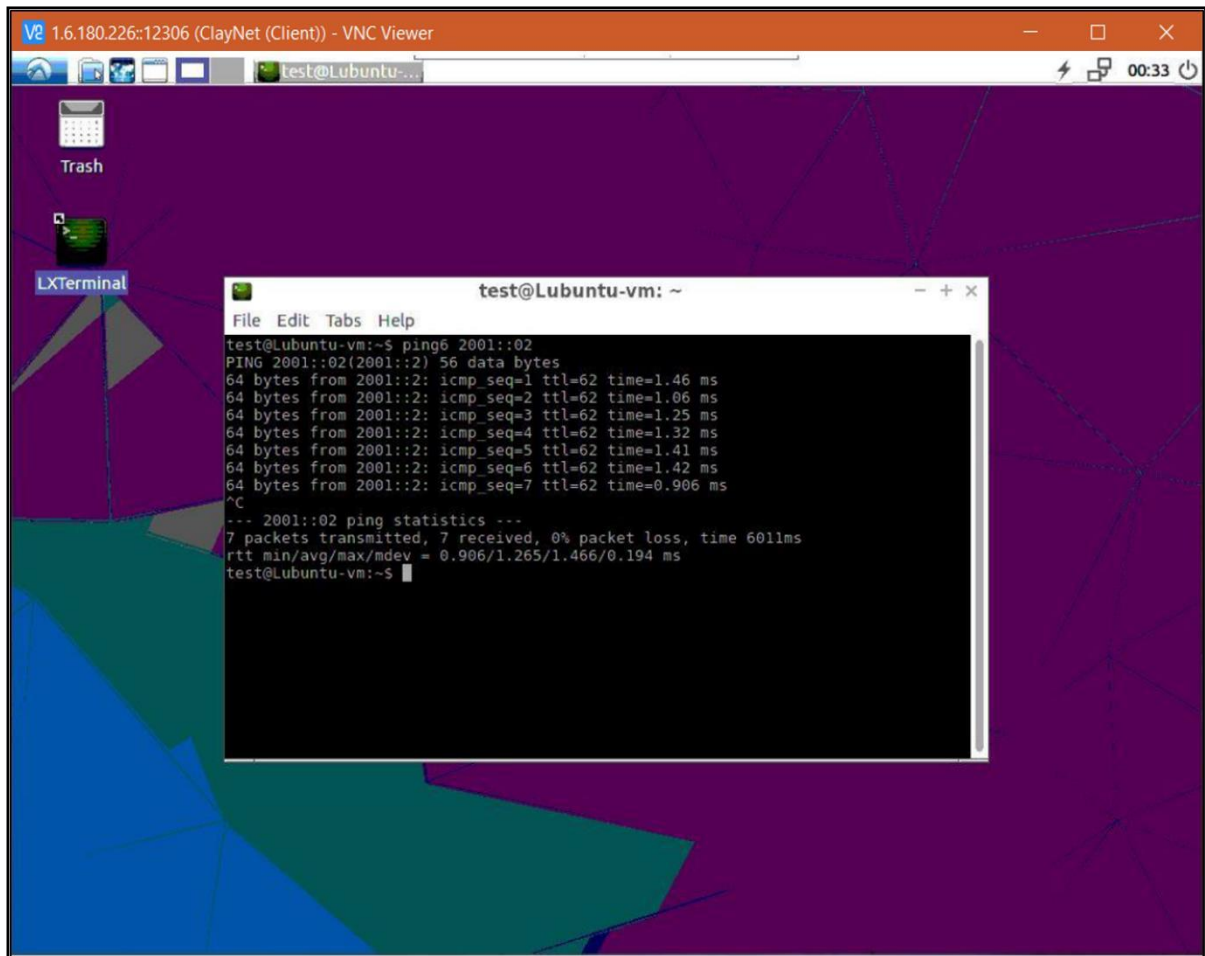 V2 1.6.180.226::12306 (ClayNet (Client)) - VNC Viewer
test@Lubuntu-...
00:33
Trash
LXTerminal
test@Lubuntu-vm: ~
File Edit Tabs Help
test@Lubuntu-vm:~$ ping6 2001::02
PING 2001::02(2001::2) 56 data bytes
64 bytes from 2001::2: icmp_seq=1 ttl=62 time=1.46 ms
64 bytes from 2001::2: icmp_seq=2 ttl=62 time=1.06 ms
64 bytes from 2001::2: icmp_seq=3 ttl=62 time=1.25 ms
64 bytes from 2001::2: icmp_seq=4 ttl=62 time=1.32 ms
64 bytes from 2001::2: icmp_seq=5 ttl=62 time=1.41 ms
64 bytes from 2001::2: icmp_seq=6 ttl=62 time=1.42 ms
64 bytes from 2001::2: icmp_seq=7 ttl=62 time=0.906 ms
^C
--- 2001::02 ping statistics ---
7 packets transmitted, 7 received, 0% packet loss, time 6011ms
rtt min/avg/max/mdev = 0.906/1.265/1.466/0.194 ms
test@Lubuntu-vm:~$